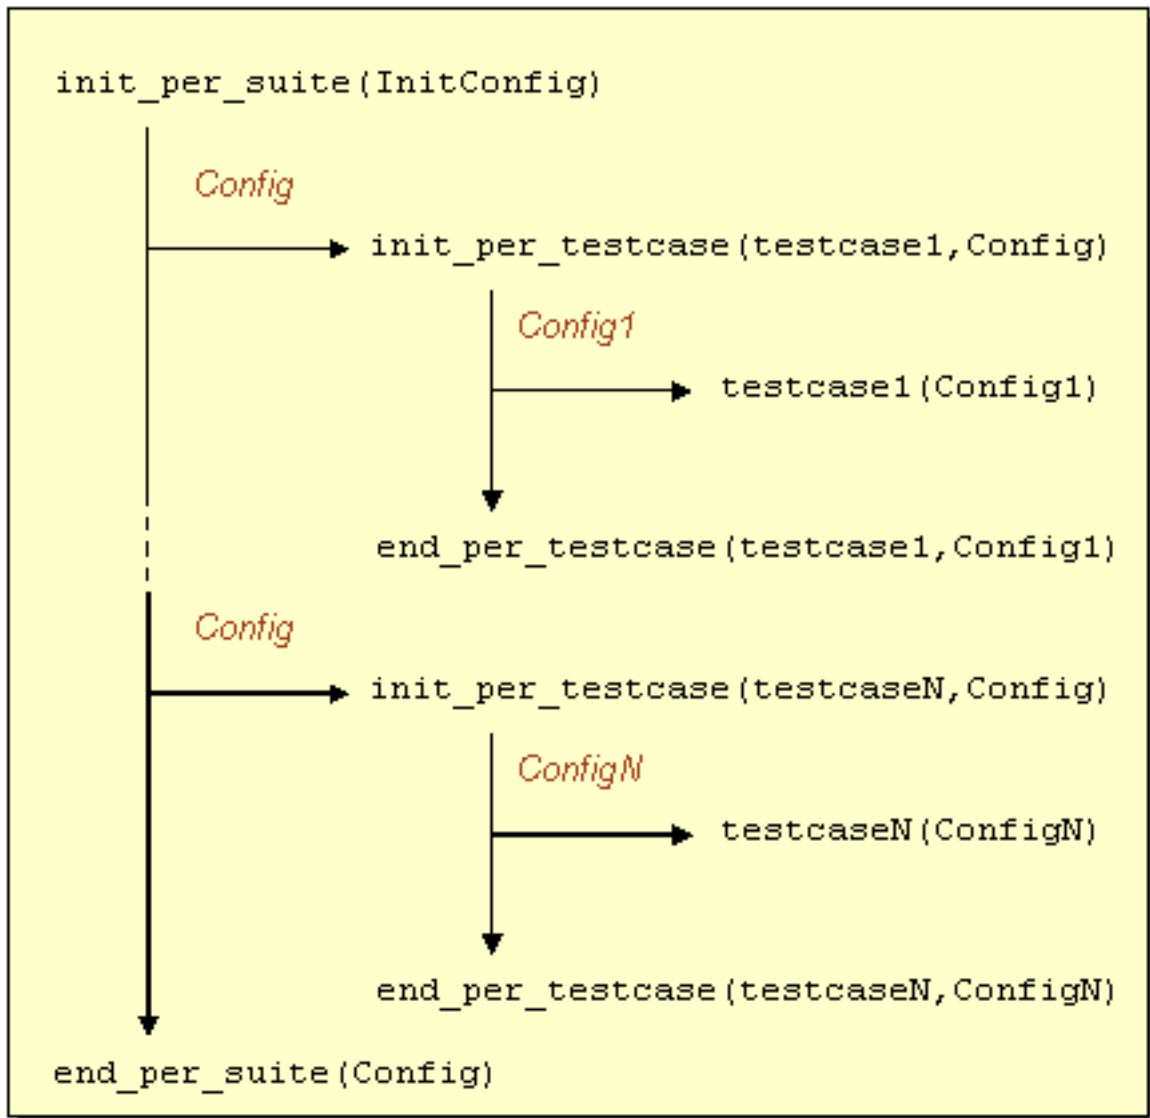 init_per_suite(InitConfig)
Config
init_per_testcase(testcase1,Config)
Config1
testcase1(Config1)
end_per_testcase(testcase1,Config1)
Config
init_per_testcase(testcaseN,Config)
ConfigN
testcaseN(ConfigN)
end_per_testcase(testcaseN,ConfigN)
end_per_suite(Config)